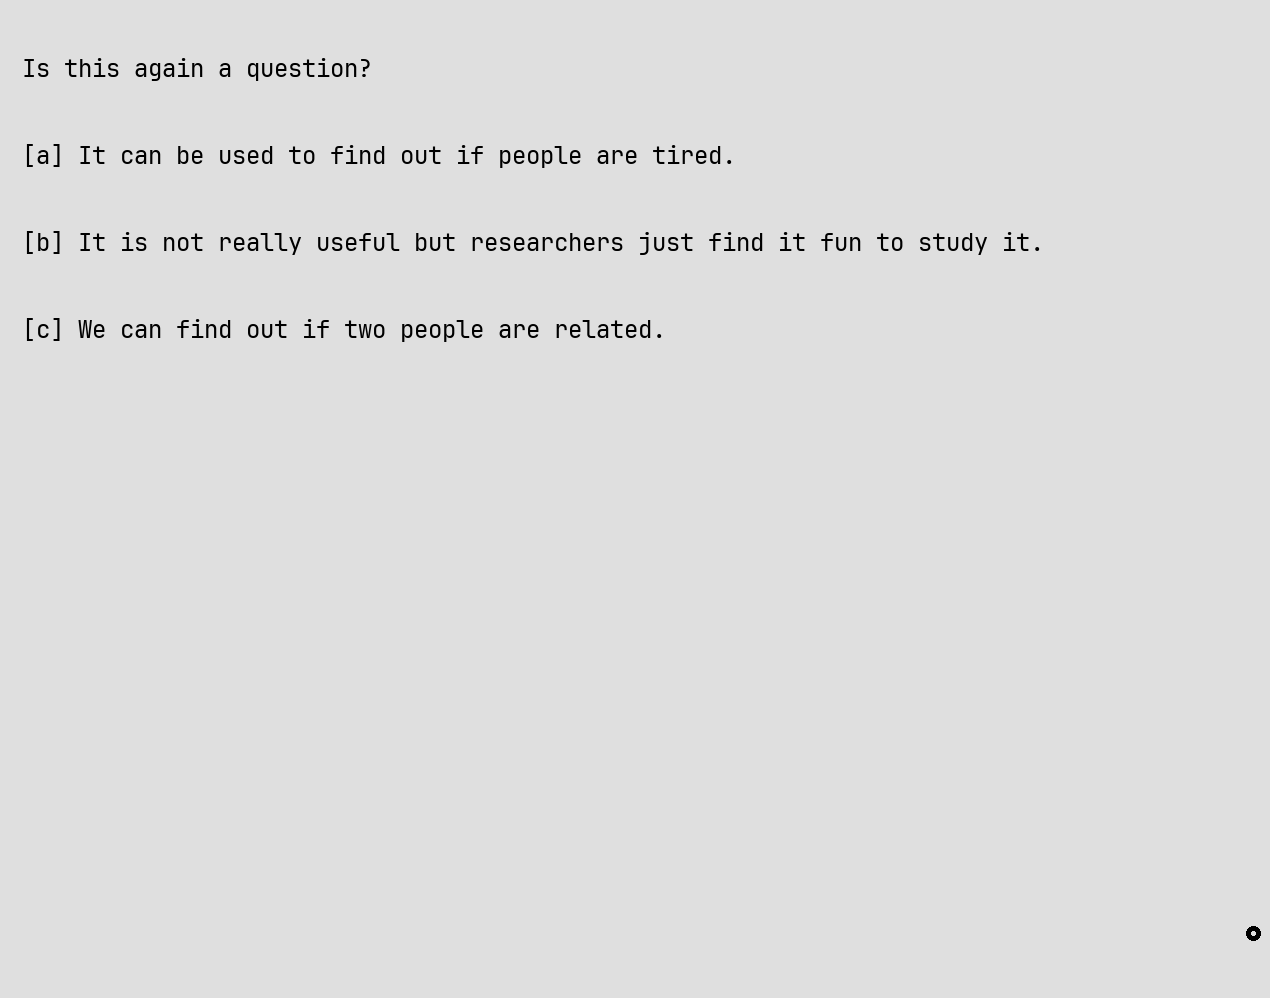 Is this again a question?
[a] It can be used to find out if people are tired.
[b] It is not really useful but researchers just find it fun to study it.
[c] We can find out if two people are related.